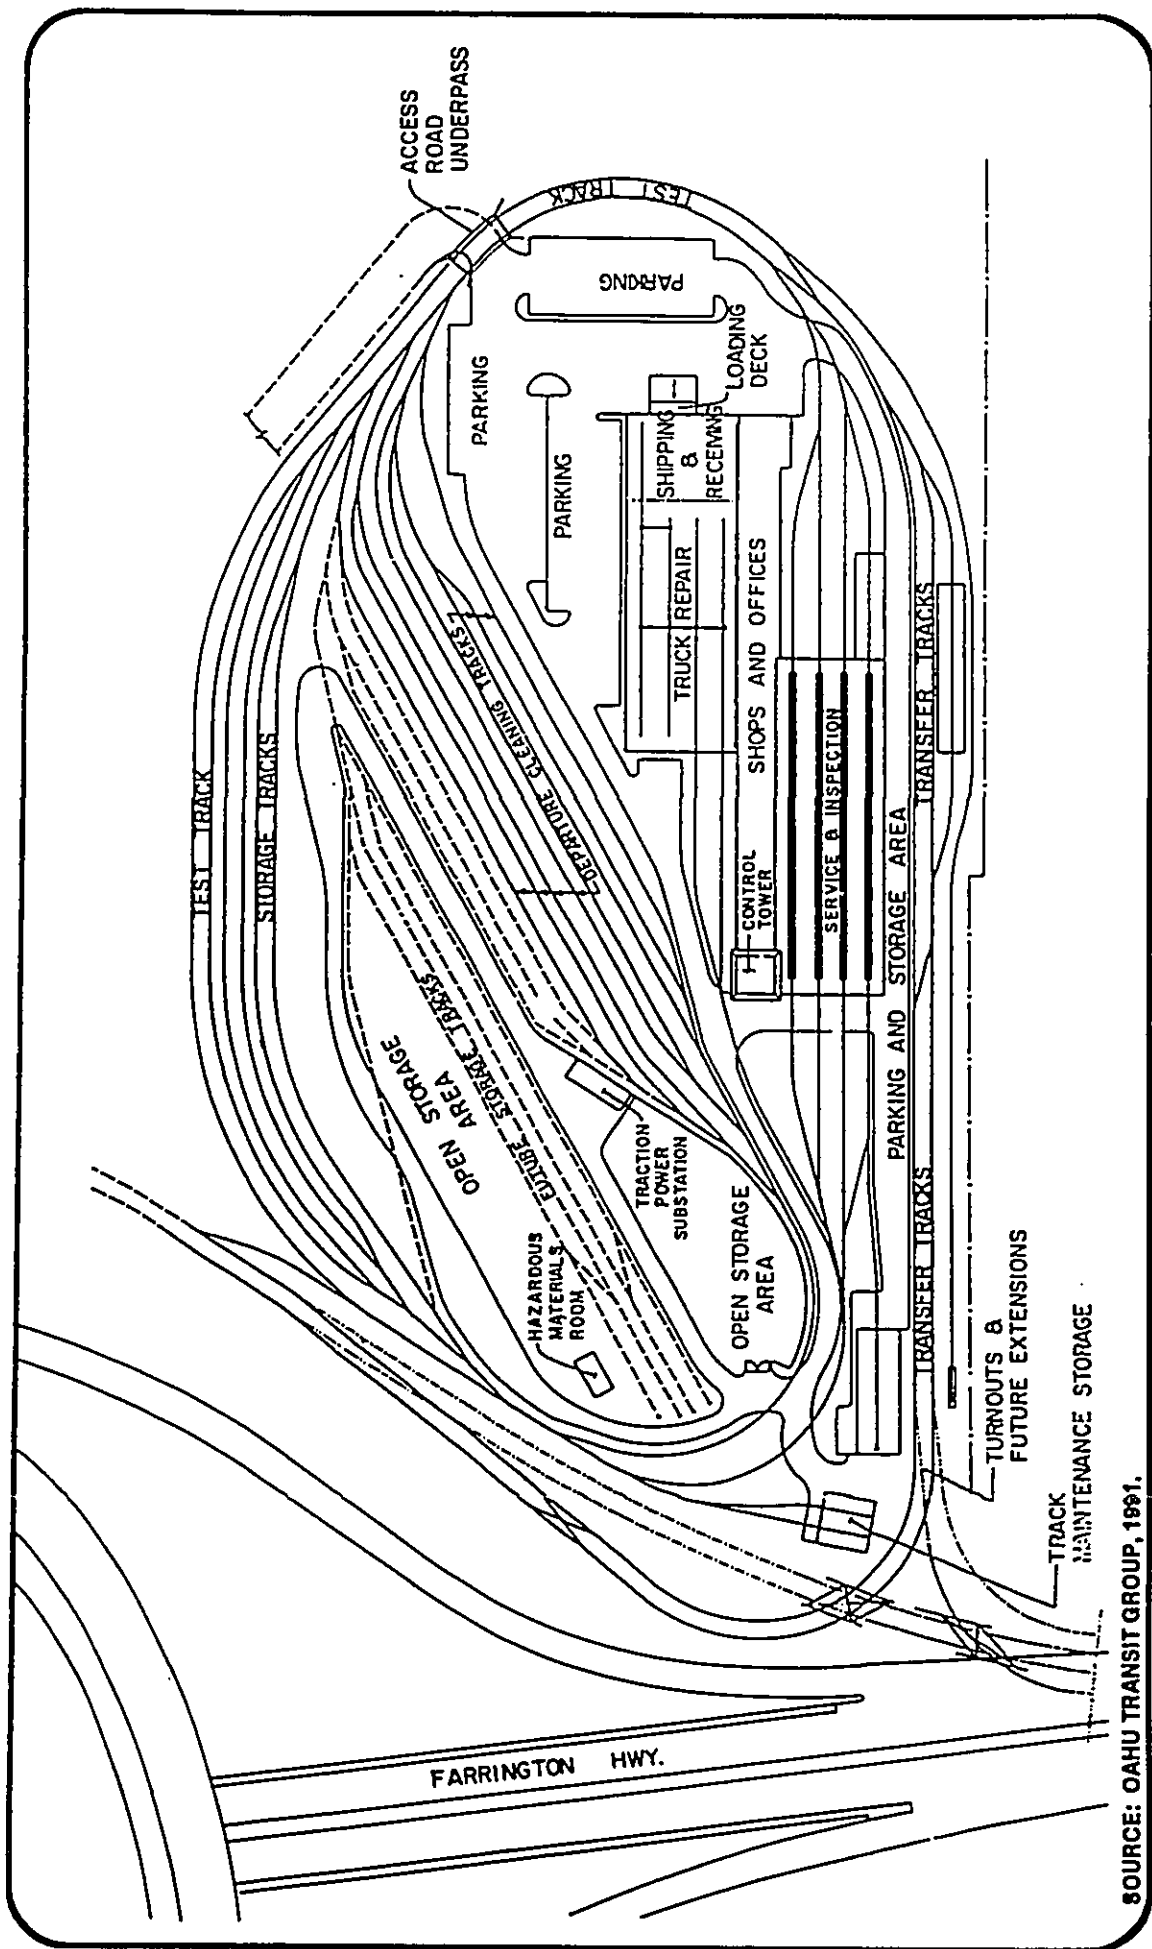 ACCESS
ROAD
UNDERPASS
TEST TRACK
PARKING
PARKING
PARKING
LOADING
DECK
SHIPPING
&
RECEIVING
TRUCK REPAIR
SHOPS AND OFFICES
CONTROL
TOWER
SERVICE & INSPECTION
TEST TRACK
STORAGE TRACKS
DEPARTURE CLEANING TRACKS
OPEN STORAGE
AREA
FUTURE STORAGE TRACKS
TRACTION
POWER
SUBSTATION
HAZARDOUS
MATERIALS
ROOM
OPEN STORAGE
AREA
PARKING AND STORAGE AREA
TRANSFER TRACKS
TRANSFER TRACKS
TURNOUTS &
FUTURE EXTENSIONS
TRACK
MAINTENANCE STORAGE
FARRINGTON HWY.
SOURCE: OAHU TRANSIT GROUP, 1991.